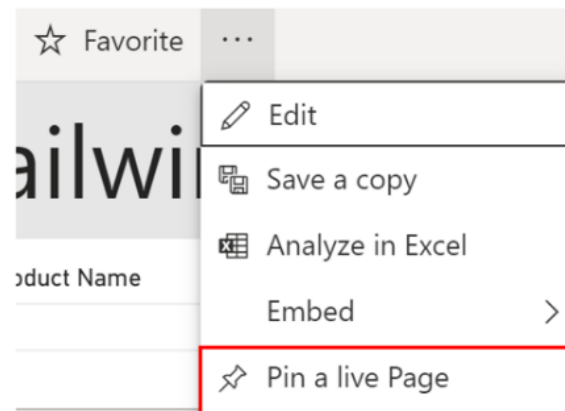 Favorite ...
Edit
ailwi
Save a copy
Analyze in Excel
oduct Name
Embed
Pin a live Page